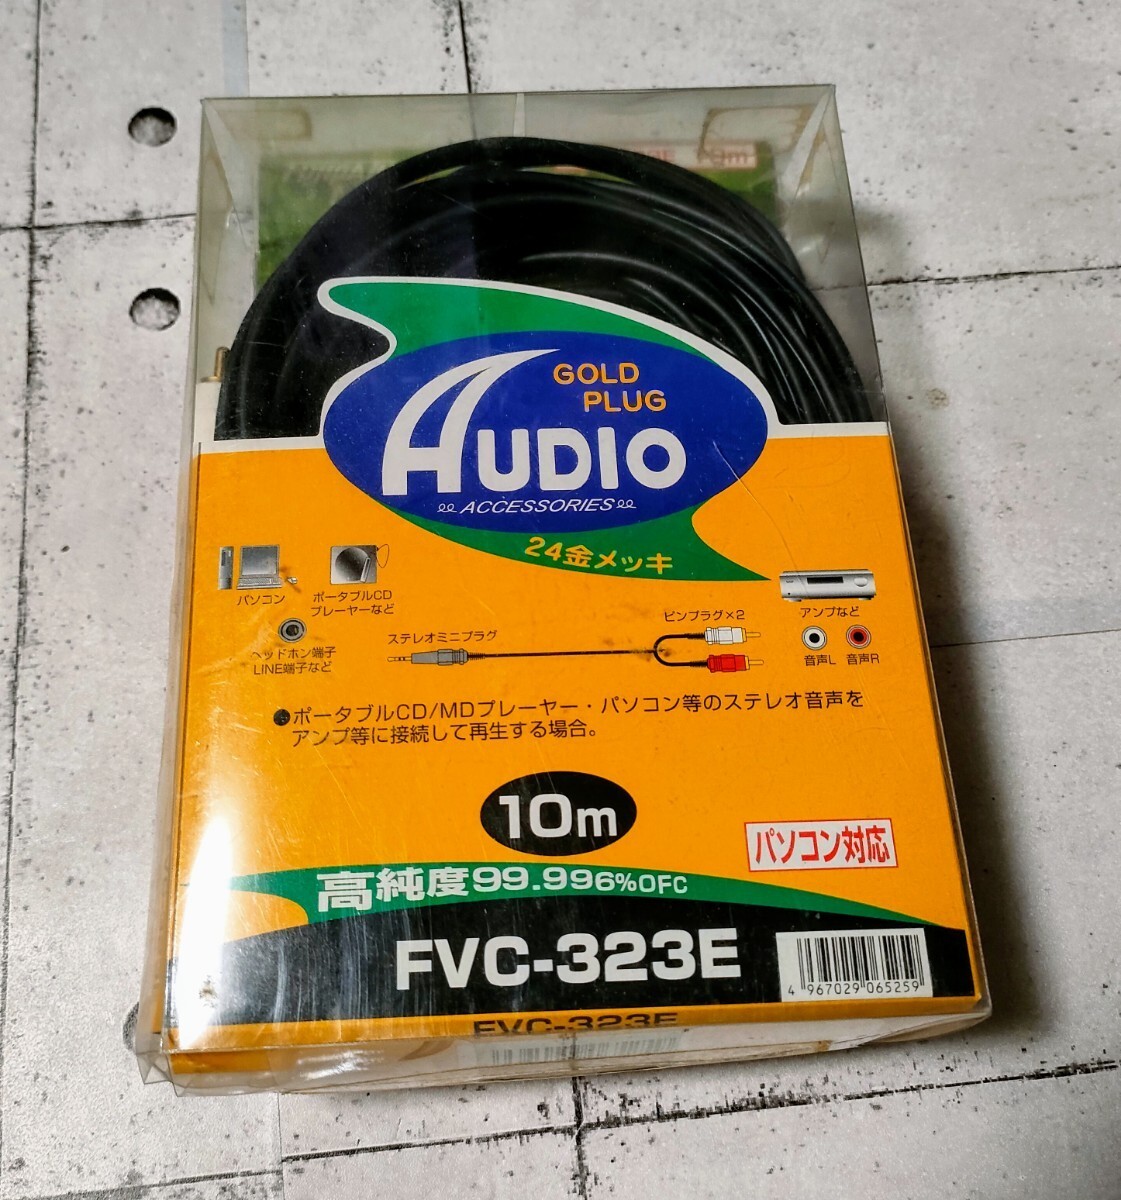 GOLD
PLUG
AUDIO
ACCESSORIES
24金メッキ
パソコン
ポータブルCD
プレーヤーなど
ヘッドホン端子
LINE端子など
ステレオミニプラグ
ピンプラグ×2
アンプなど
音声L 音声R
●ポータブルCD/MDプレーヤー・パソコン等のステレオ音声を
アンプ等に接続して再生する場合。
10m
パソコン対応
高純度99.996%OFC
FVC-323E
4 967029 065259
FVC-323E